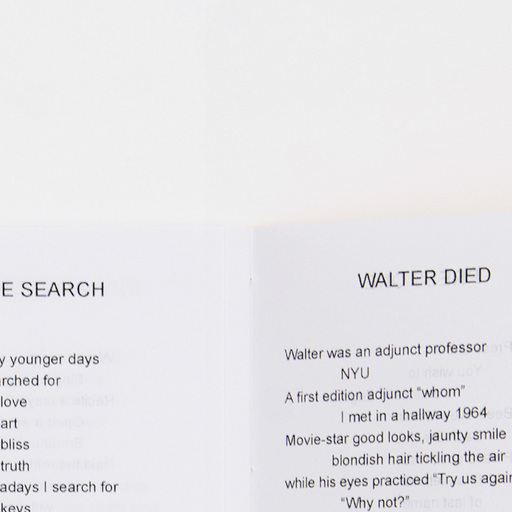 E SEARCH
y younger days
rched for
love
art
bliss
truth
adays I search for
keys
WALTER DIED
Walter was an adjunct professor
NYU
A first edition adjunct “whom”
I met in a hallway 1964
Movie-star good looks, jaunty smile
blondish hair tickling the air
while his eyes practiced “Try us again
“Why not?”